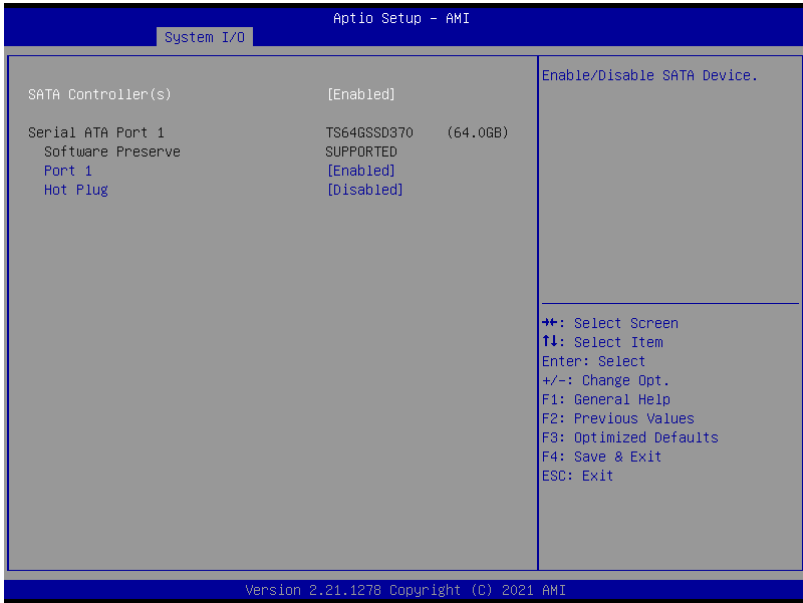 Aptio Setup – AMI
System I/O
SATA Controller(s) [Enabled]
Serial ATA Port 1 TS64GSSD370 (64.0GB)
Software Preserve SUPPORTED
Port 1 [Enabled]
Hot Plug [Disabled]
Enable/Disable SATA Device.
→←: Select Screen
↑↓: Select Item
Enter: Select
+/-: Change Opt.
F1: General Help
F2: Previous Values
F3: Optimized Defaults
F4: Save & Exit
ESC: Exit
Version 2.21.1278 Copyright (C) 2021 AMI